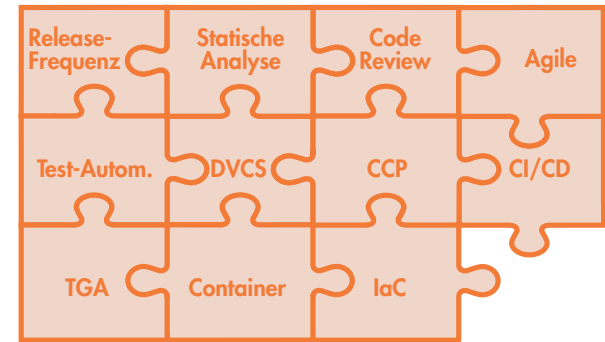 Release-
Frequenz
Statische
Analyse
Code
Review
Agile
Test-Autom.
DVCS
CCP
CI/CD
TGA
Container
IaC